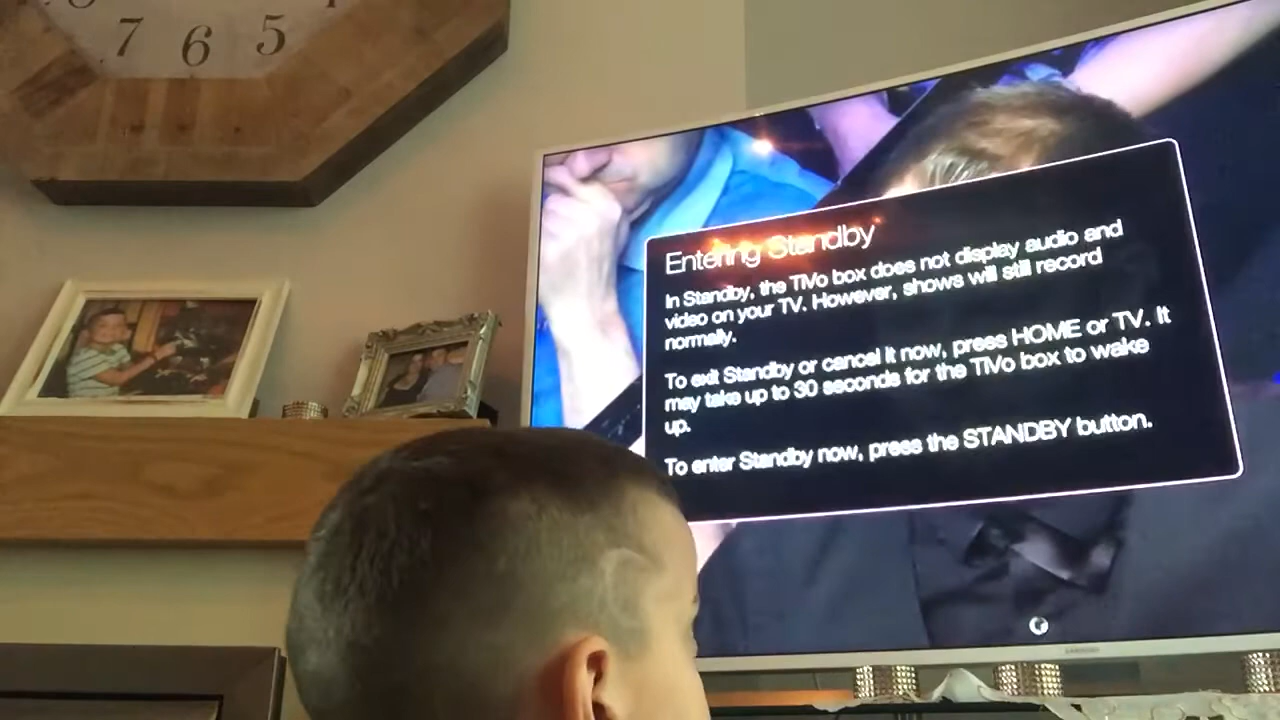 7 6 5
Entering Standby
In Standby, the TiVo box does not display audio and
video on your TV. However, shows will still record
normally.
To exit Standby or cancel it now, press HOME or TV. It
may take up to 30 seconds for the TiVo box to wake
up.
To enter Standby now, press the STANDBY button.
SAMSUNG